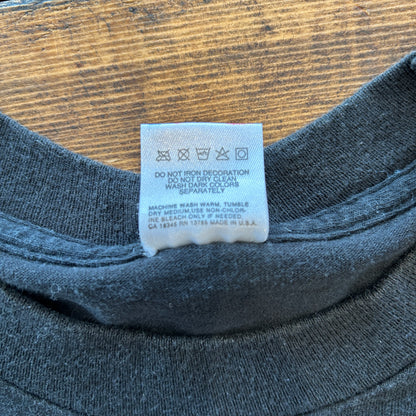 DO NOT IRON DECORATION
DO NOT DRY CLEAN
WASH DARK COLORS
SEPARATELY
MACHINE WASH WARM, TUMBLE
DRY MEDIUM, USE NON-CHLOR-
INE BLEACH ONLY IF NEEDED.
CA 16345 RN 13765 MADE IN U.S.A.